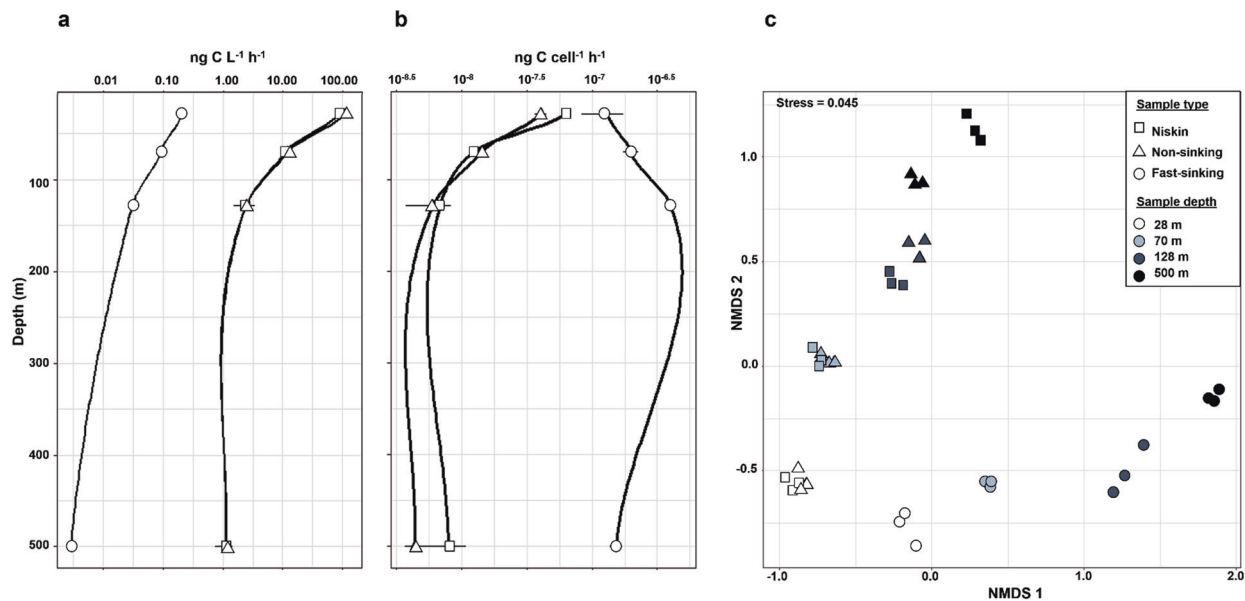 a
ng C L⁻¹ h⁻¹
0.01 0.10 1.00 10.00 100.00
Depth (m)
100
200
300
400
500
b
ng C cell⁻¹ h⁻¹
10⁻⁸·⁵ 10⁻⁸ 10⁻⁷·⁵ 10⁻⁷ 10⁻⁶·⁵
c
Stress = 0.045
NMDS 2
1.0
0.5
0.0
-0.5
-1.0 0.0 1.0 2.0
NMDS 1
Sample type
Niskin
Non-sinking
Fast-sinking
Sample depth
28 m
70 m
128 m
500 m